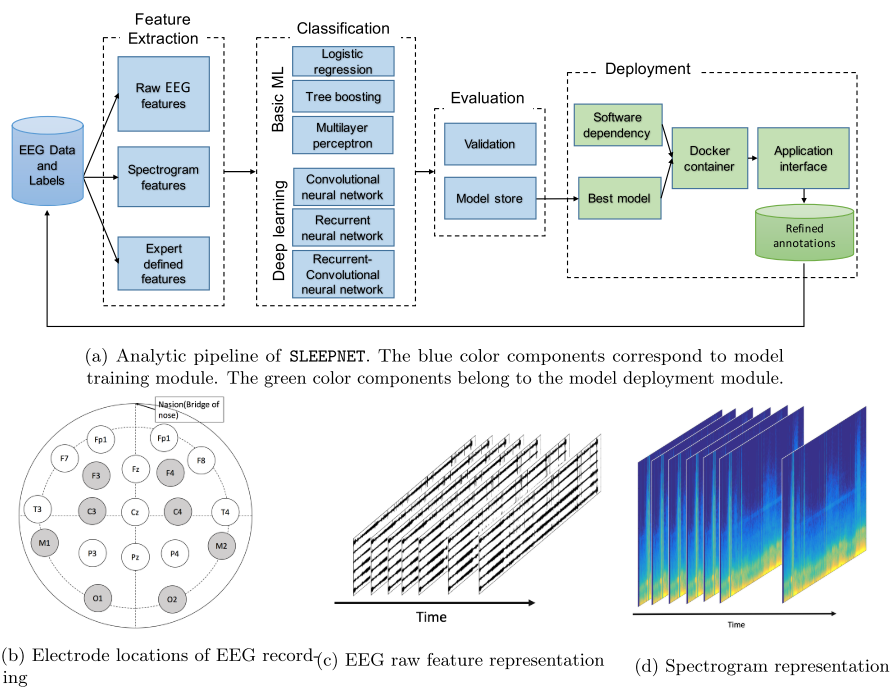 Feature
Extraction
Raw EEG
features
Spectrogram
features
Expert
defined
features
EEG Data
and
Labels
Classification
Basic ML
Logistic
regression
Tree boosting
Multilayer
perceptron
Deep learning
Convolutional
neural network
Recurrent
neural network
Recurrent-
Convolutional
neural network
Evaluation
Validation
Model store
Deployment
Software
dependency
Best model
Docker
container
Application
interface
Refined
annotations
(a) Analytic pipeline of SLEEPNET. The blue color components correspond to model
training module. The green color components belong to the model deployment module.
Nasion(Bridge of
nose)
Fp1
Fp1
F7
F3
Fz
F4
F8
T3
C3
Cz
C4
T4
M1
P3
Pz
P4
M2
O1
O2
(b) Electrode locations of EEG record-
ing
Time
(c) EEG raw feature representation
Time
(d) Spectrogram representation